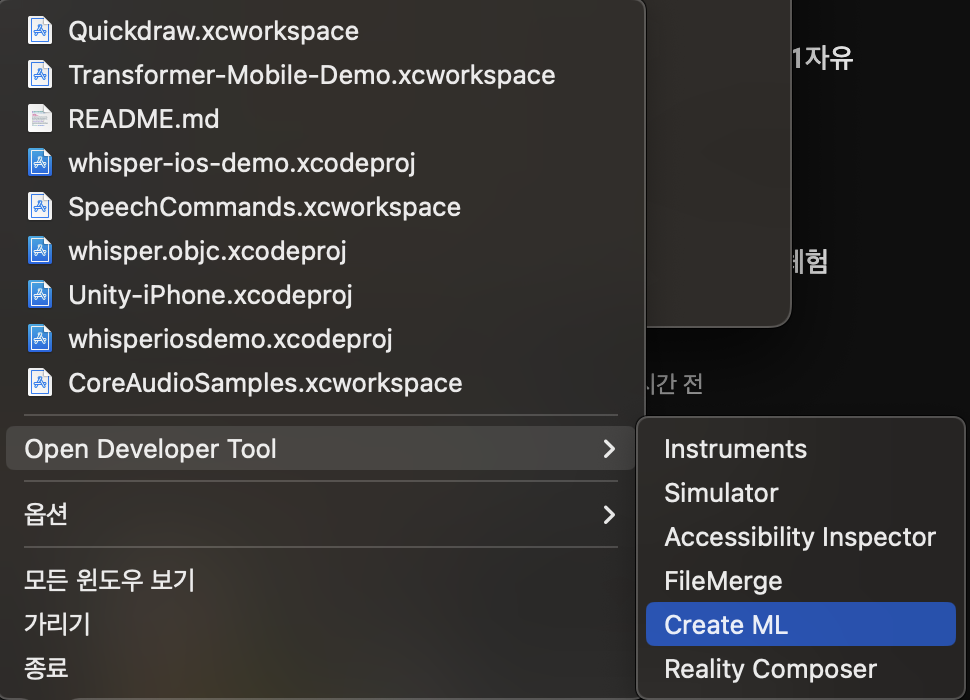 Quickdraw.xcworkspace
Transformer-Mobile-Demo.xcworkspace
README.md
whisper-ios-demo.xcodeproj
SpeechCommands.xcworkspace
whisper.objc.xcodeproj
Unity-iPhone.xcodeproj
whisperiosdemo.xcodeproj
CoreAudioSamples.xcworkspace
Open Developer Tool
옵션
모든 윈도우 보기
가리기
종료
Instruments
Simulator
Accessibility Inspector
FileMerge
Create ML
Reality Composer
1자유
체험
시간 전